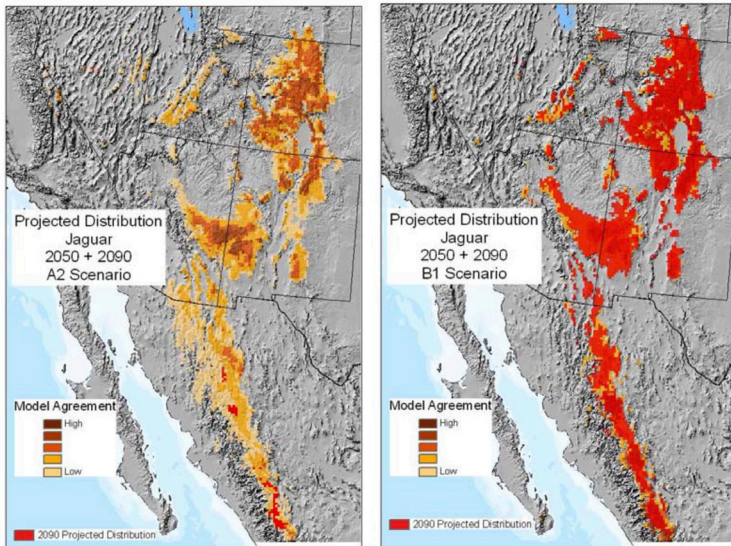 Projected Distribution
Jaguar
2050 + 2090
A2 Scenario
Model Agreement
High
Low
2090 Projected Distribution
Projected Distribution
Jaguar
2050 + 2090
B1 Scenario
Model Agreement
High
Low
2090 Projected Distribution